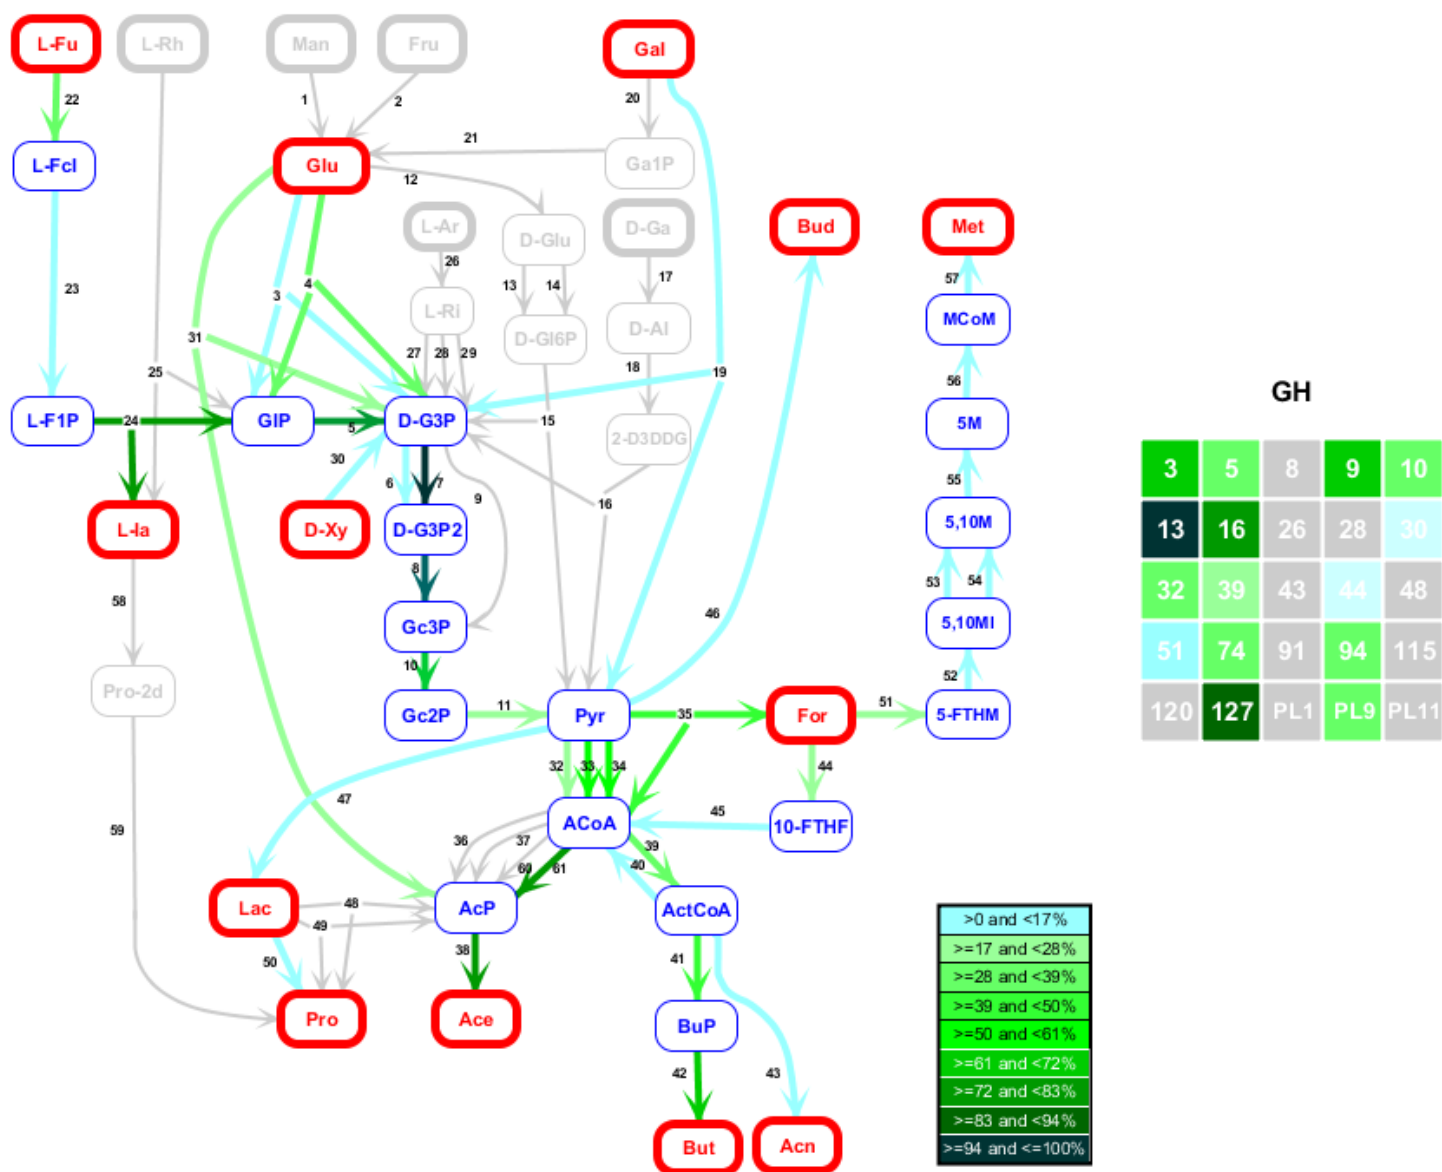 L-Fu
L-Rh
Man
Fru
Gal
22
1
2
20
L-Fcl
Glu
21
Ga1P
12
L-Ar
D-Glu
D-Ga
Bud
Met
26
13
14
17
57
23
3
4
L-Ri
D-Gl6P
D-Al
MCoM
31
27
28
29
18
19
25
56
GH
L-F1P
24
GlP
5
D-G3P
15
2-D3DDG
5M
3 5 8 9 10
30
6
7
9
16
55
L-la
D-Xy
D-G3P2
5,10M
13 16 26 28 30
8
53
54
58
Gc3P
46
5,10MI
32 39 43 44 48
10
52
51 74 91 94 115
Pro-2d
Gc2P
11
Pyr
35
For
51
5-FTHM
120 127 PL1 PL9 PL11
32
33
34
44
47
59
36
37
ACoA
45
10-FTHF
39
40
60
61
Lac
48
49
AcP
ActCoA
50
38
41
43
Pro
Ace
BuP
42
But
Acn
>0 and <17%
>=17 and <28%
>=28 and <39%
>=39 and <50%
>=50 and <61%
>=61 and <72%
>=72 and <83%
>=83 and <94%
>=94 and <=100%